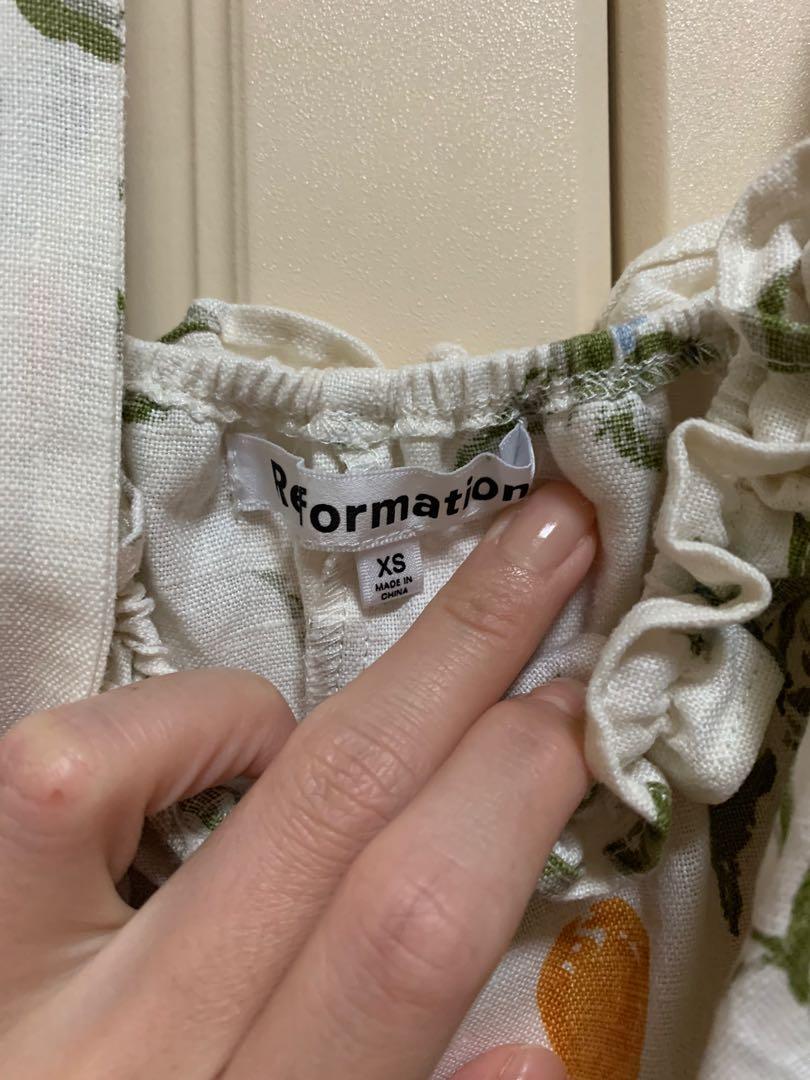 Reformation
XS
MADE IN
CHINA